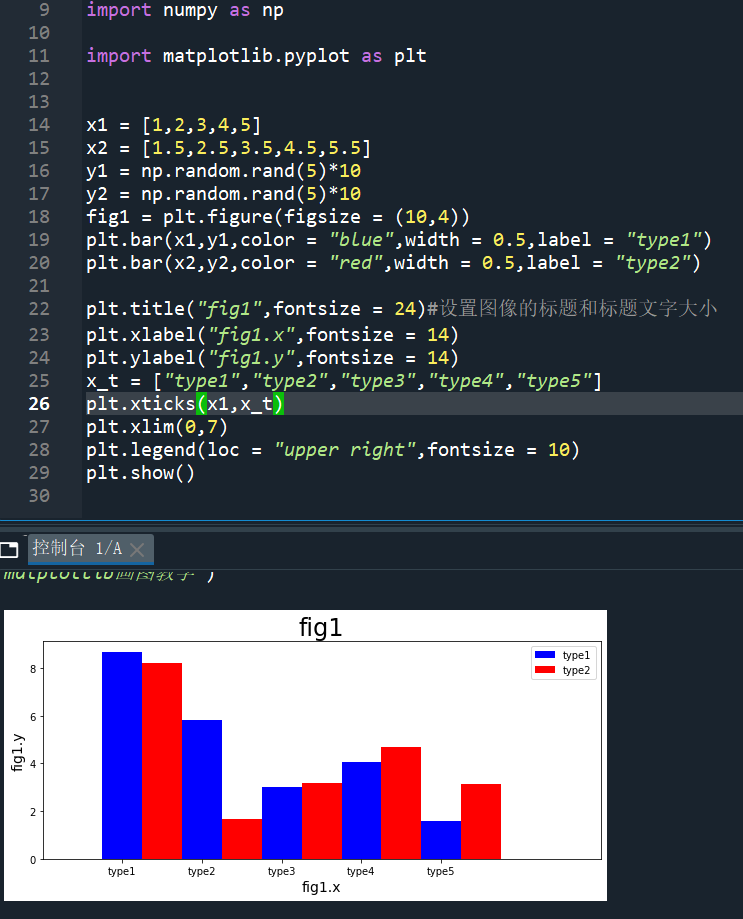 9 import numpy as np
10
11 import matplotlib.pyplot as plt
12
13
14 x1 = [1,2,3,4,5]
15 x2 = [1.5,2.5,3.5,4.5,5.5]
16 y1 = np.random.rand(5)*10
17 y2 = np.random.rand(5)*10
18 fig1 = plt.figure(figsize = (10,4))
19 plt.bar(x1,y1,color = "blue",width = 0.5,label = "type1")
20 plt.bar(x2,y2,color = "red",width = 0.5,label = "type2")
21
22 plt.title("fig1",fontsize = 24)#设置图像的标题和标题文字大小
23 plt.xlabel("fig1.x",fontsize = 14)
24 plt.ylabel("fig1.y",fontsize = 14)
25 x_t = ["type1","type2","type3","type4","type5"]
26 plt.xticks(x1,x_t)
27 plt.xlim(0,7)
28 plt.legend(loc = "upper right",fontsize = 10)
29 plt.show()
30
控制台 1/A
matplotlib画图教学')
fig1
type1
type2
8
6
4
2
0
fig1.y
type1 type2 type3 type4 type5
fig1.x